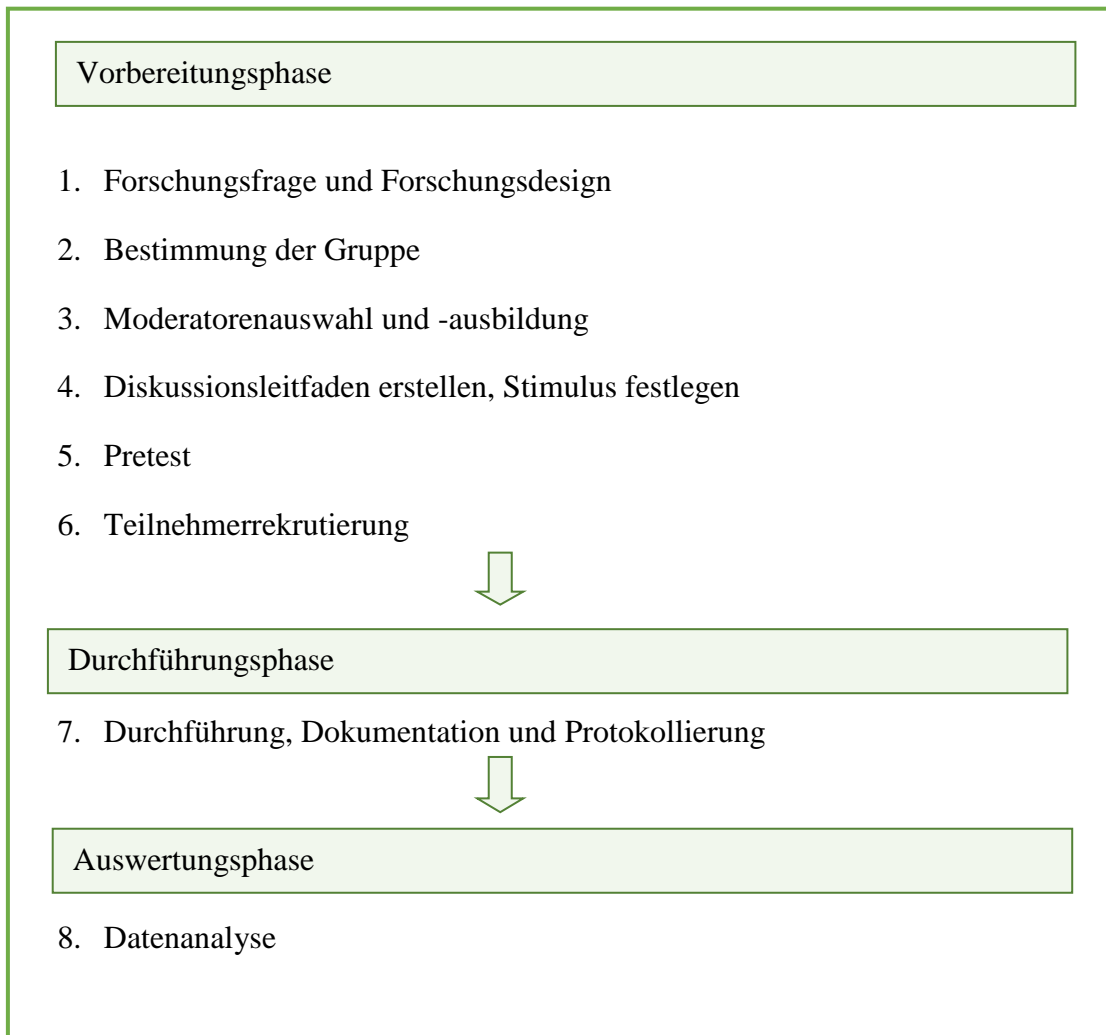 Vorbereitungsphase
1. Forschungsfrage und Forschungsdesign
2. Bestimmung der Gruppe
3. Moderatorenauswahl und -ausbildung
4. Diskussionsleitfaden erstellen, Stimulus festlegen
5. Pretest
6. Teilnehmerrekrutierung
Durchführungsphase
7. Durchführung, Dokumentation und Protokollierung
Auswertungsphase
8. Datenanalyse